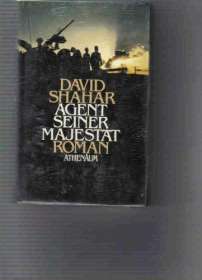 DAVID
SHAHAR
AGENT
SEINER
MAJESTÄT
ROMAN
ATHENÄUM